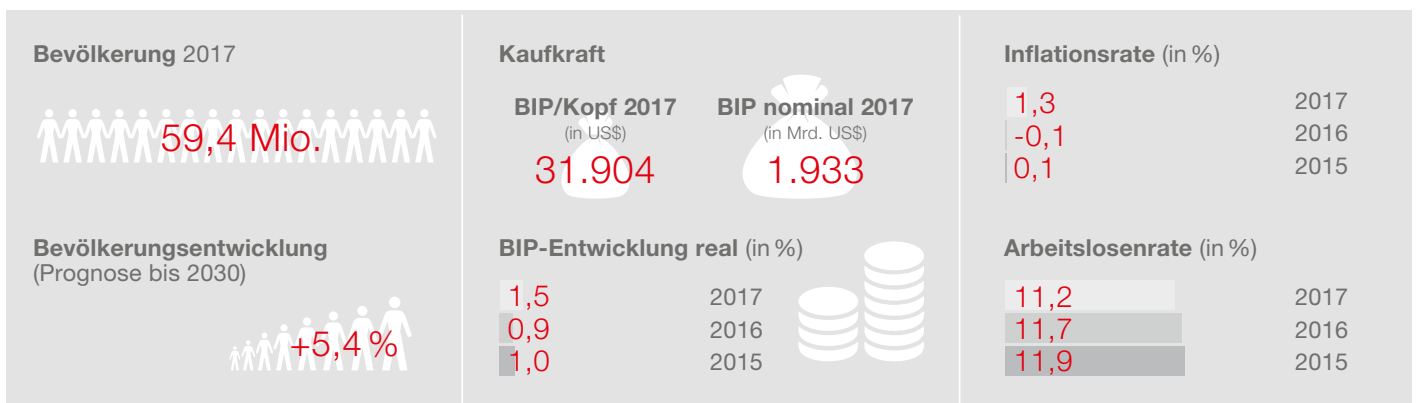 Bevölkerung 2017
59,4 Mio.
Bevölkerungsentwicklung
(Prognose bis 2030)
+5,4 %
Kaufkraft
BIP/Kopf 2017
(in US$)
31.904
BIP nominal 2017
(in Mrd. US$)
1.933
BIP-Entwicklung real (in %)
1,5 2017
0,9 2016
1,0 2015
Inflationsrate (in %)
1,3 2017
-0,1 2016
0,1 2015
Arbeitslosenrate (in %)
11,2 2017
11,7 2016
11,9 2015